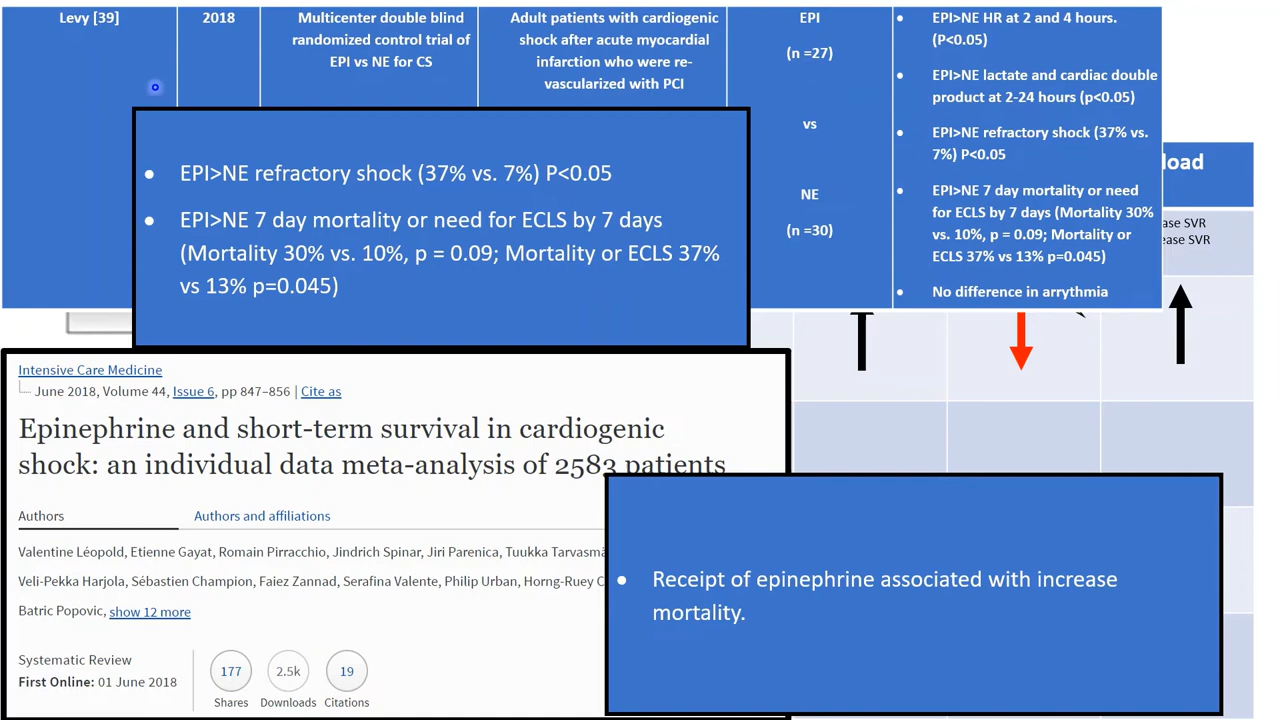 Levy [39]
2018
Multicenter double blind
randomized control trial of
EPI vs NE for CS
Adult patients with cardiogenic
shock after acute myocardial
infarction who were re-
vascularized with PCI
EPI
(n =27)
vs
NE
(n =30)
• EPI>NE HR at 2 and 4 hours.
(P<0.05)
• EPI>NE lactate and cardiac double
product at 2-24 hours (p<0.05)
• EPI>NE refractory shock (37% vs.
7%) P<0.05
• EPI>NE 7 day mortality or need
for ECLS by 7 days (Mortality 30%
vs. 10%, p = 0.09; Mortality or
ECLS 37% vs 13% p=0.045)
• No difference in arrythmia
• EPI>NE refractory shock (37% vs. 7%) P<0.05
• EPI>NE 7 day mortality or need for ECLS by 7 days
(Mortality 30% vs. 10%, p = 0.09; Mortality or ECLS 37%
vs 13% p=0.045)
load
ase SVR
ease SVR
Intensive Care Medicine
June 2018, Volume 44, Issue 6, pp 847–856 | Cite as
Epinephrine and short-term survival in cardiogenic
shock: an individual data meta-analysis of 2583 patients
Authors
Authors and affiliations
Valentine Léopold, Etienne Gayat, Romain Pirracchio, Jindrich Spinar, Jiri Parenica, Tuukka Tarvasmä
Veli-Pekka Harjola, Sébastien Champion, Faiez Zannad, Serafina Valente, Philip Urban, Horng-Ruey C
Batric Popovic, show 12 more
Systematic Review
First Online: 01 June 2018
177
Shares
2.5k
Downloads
19
Citations
• Receipt of epinephrine associated with increase
mortality.